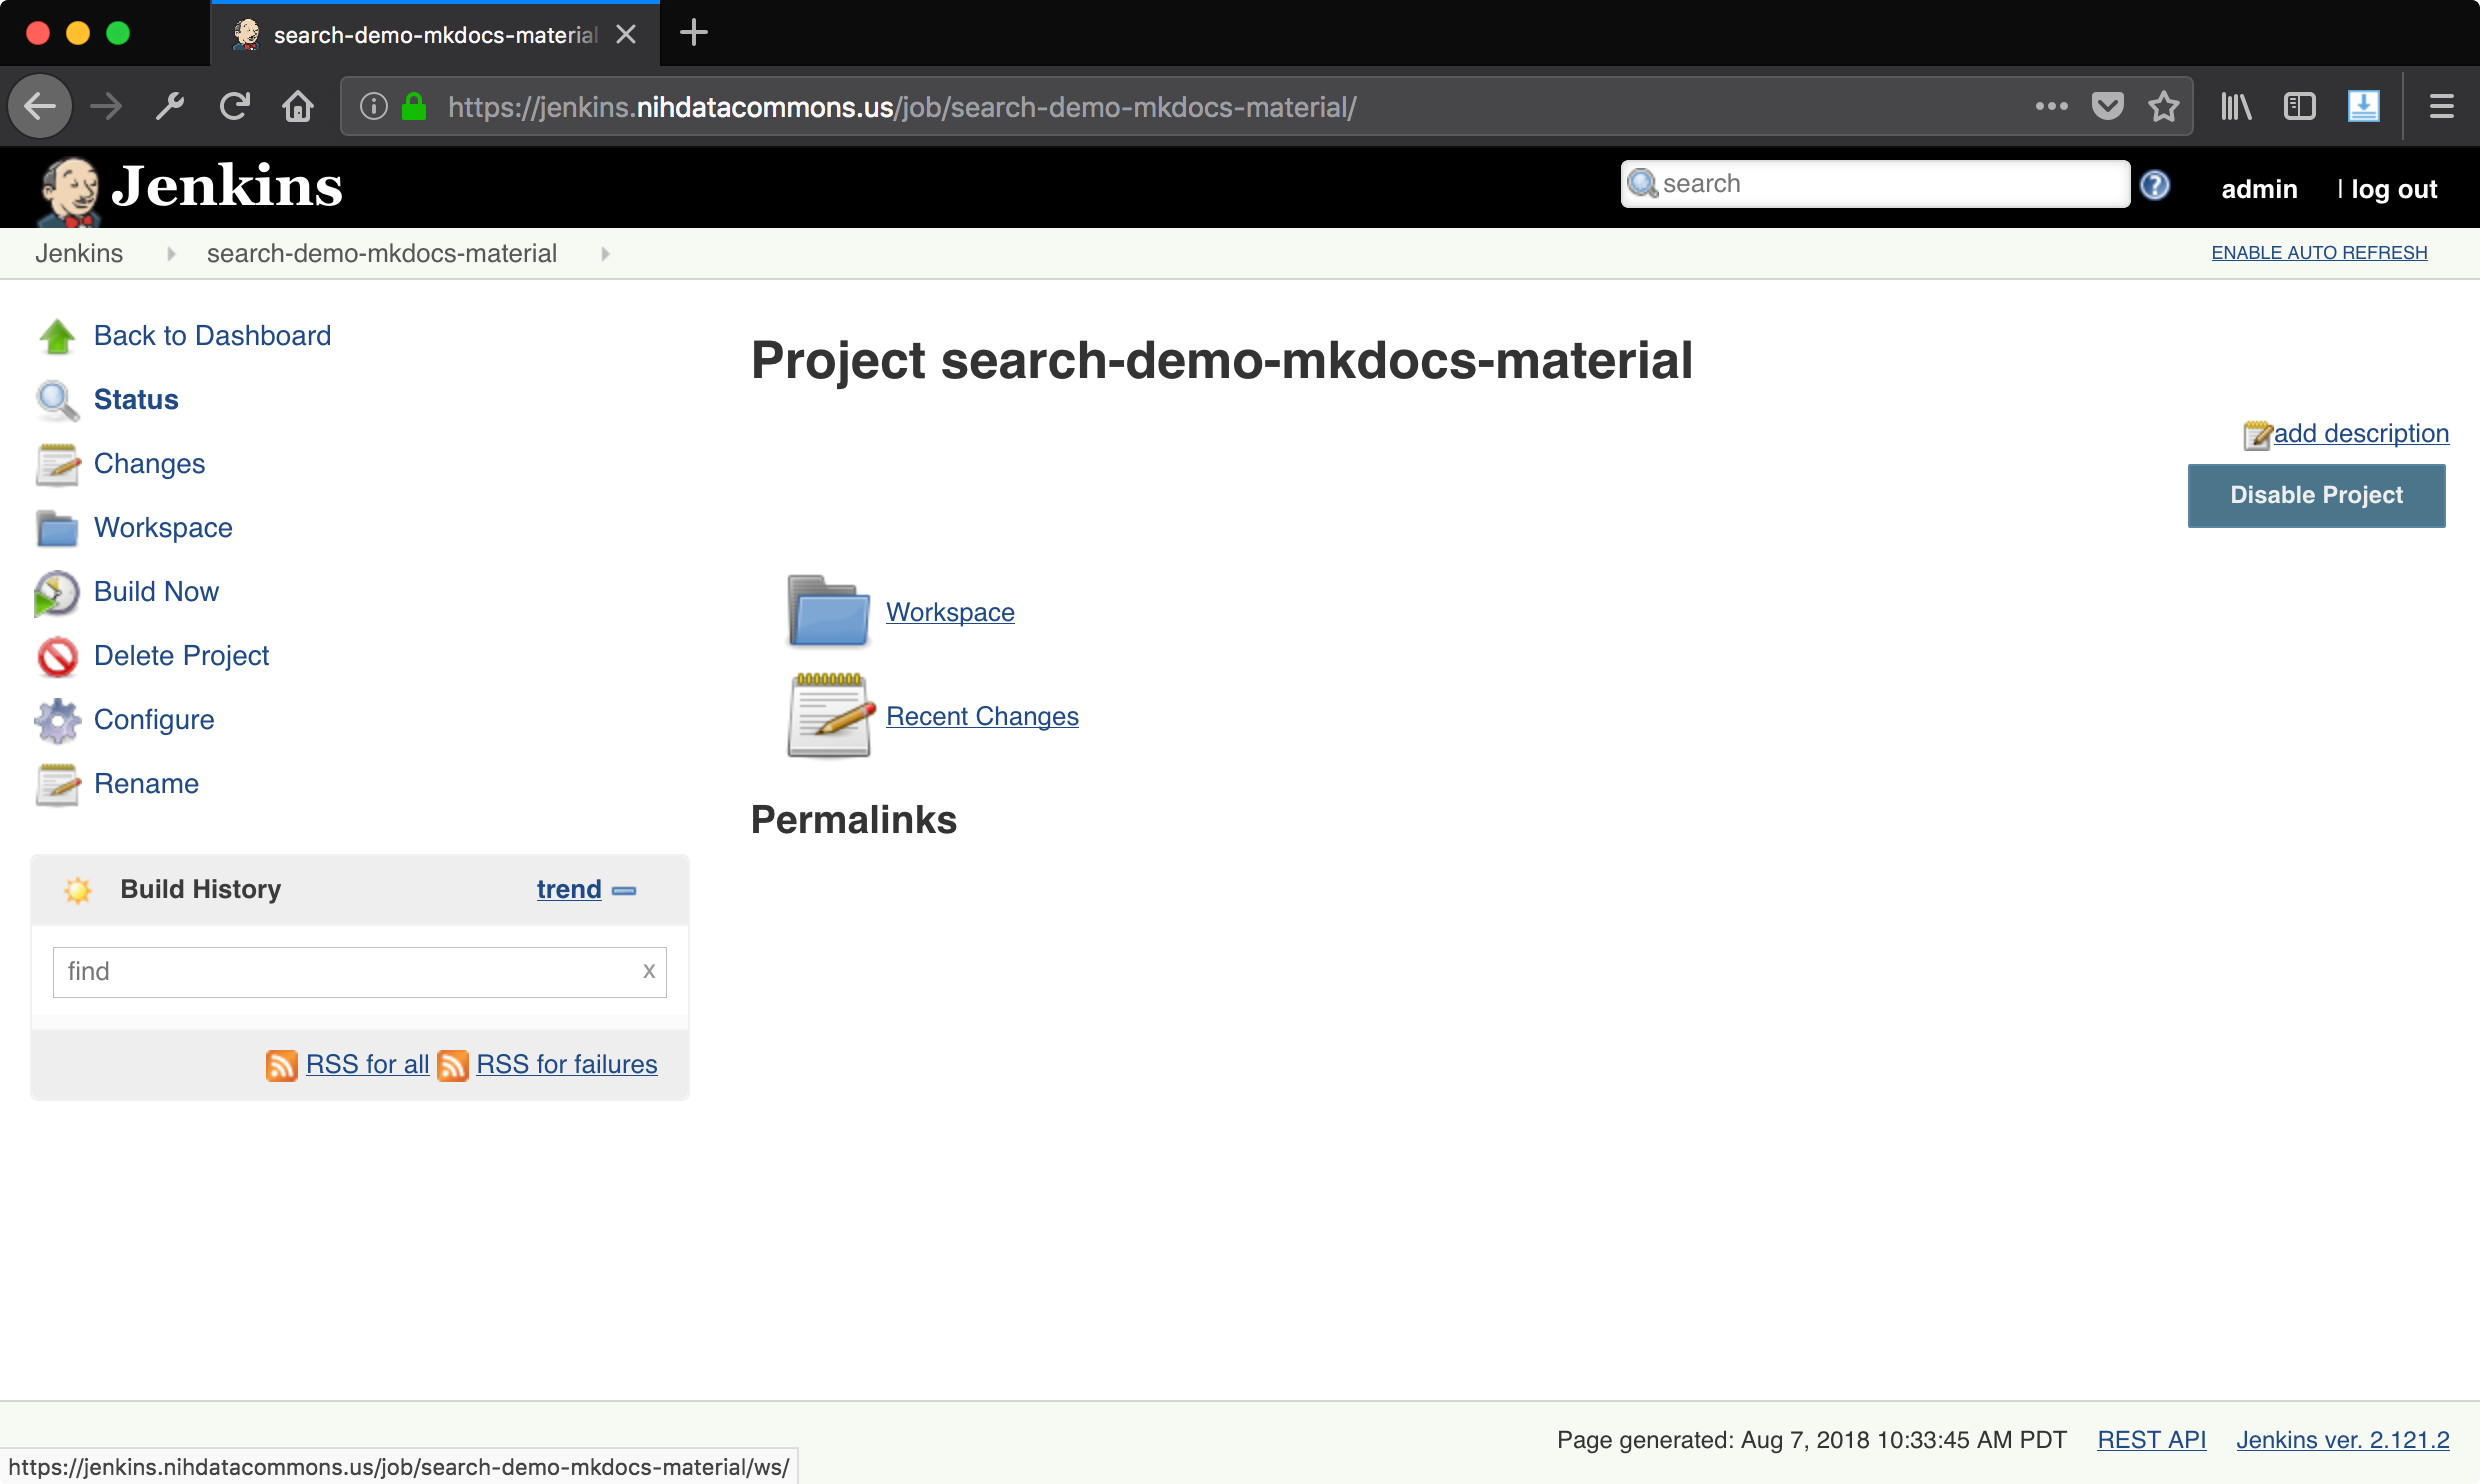 search-demo-mkdocs-material
https://jenkins.nihdatacommons.us/job/search-demo-mkdocs-material/
Jenkins
search
admin | log out
Jenkins search-demo-mkdocs-material
ENABLE AUTO REFRESH
Back to Dashboard
Status
Changes
Workspace
Build Now
Delete Project
Configure
Rename
Build History trend
find x
RSS for all RSS for failures
Project search-demo-mkdocs-material
add description
Disable Project
Workspace
Recent Changes
Permalinks
Page generated: Aug 7, 2018 10:33:45 AM PDT REST API Jenkins ver. 2.121.2
https://jenkins.nihdatacommons.us/job/search-demo-mkdocs-material/ws/